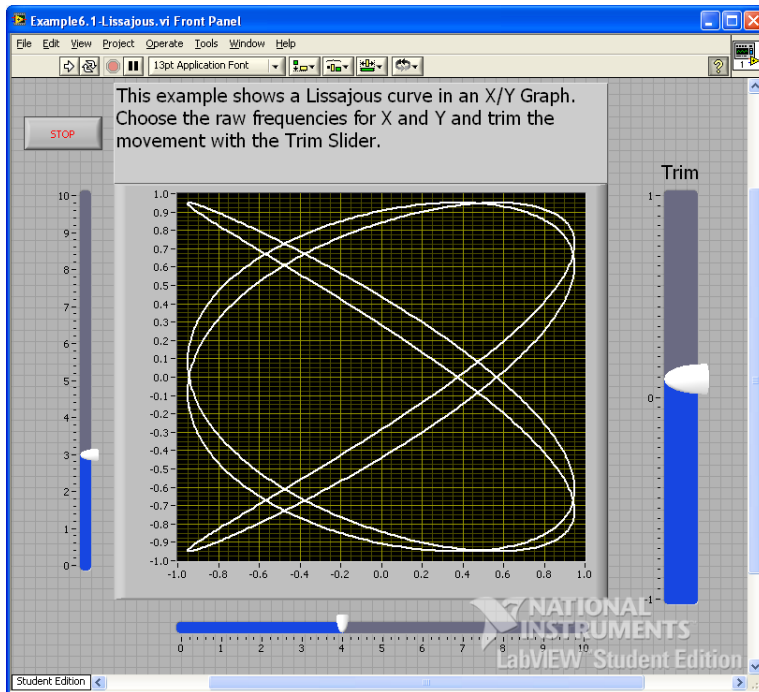 Example6.1-Lissajous.vi Front Panel
File Edit View Project Operate Tools Window Help
13pt Application Font
1
This example shows a Lissajous curve in an X/Y Graph.
Choose the raw frequencies for X and Y and trim the
movement with the Trim Slider.
STOP
10
9
8
7
6
5
4
3
2
1
0
1.0
0.9
0.8
0.7
0.6
0.5
0.4
0.3
0.2
0.1
0.0
-0.1
-0.2
-0.3
-0.4
-0.5
-0.6
-0.7
-0.8
-0.9
-1.0
-1.0 -0.8 -0.6 -0.4 -0.2 0.0 0.2 0.4 0.6 0.8 1.0
Trim
1
0
-1
0 1 2 3 4 5 6 7 8 9 10
NATIONAL
INSTRUMENTS
LabVIEW Student Edition
Student Edition